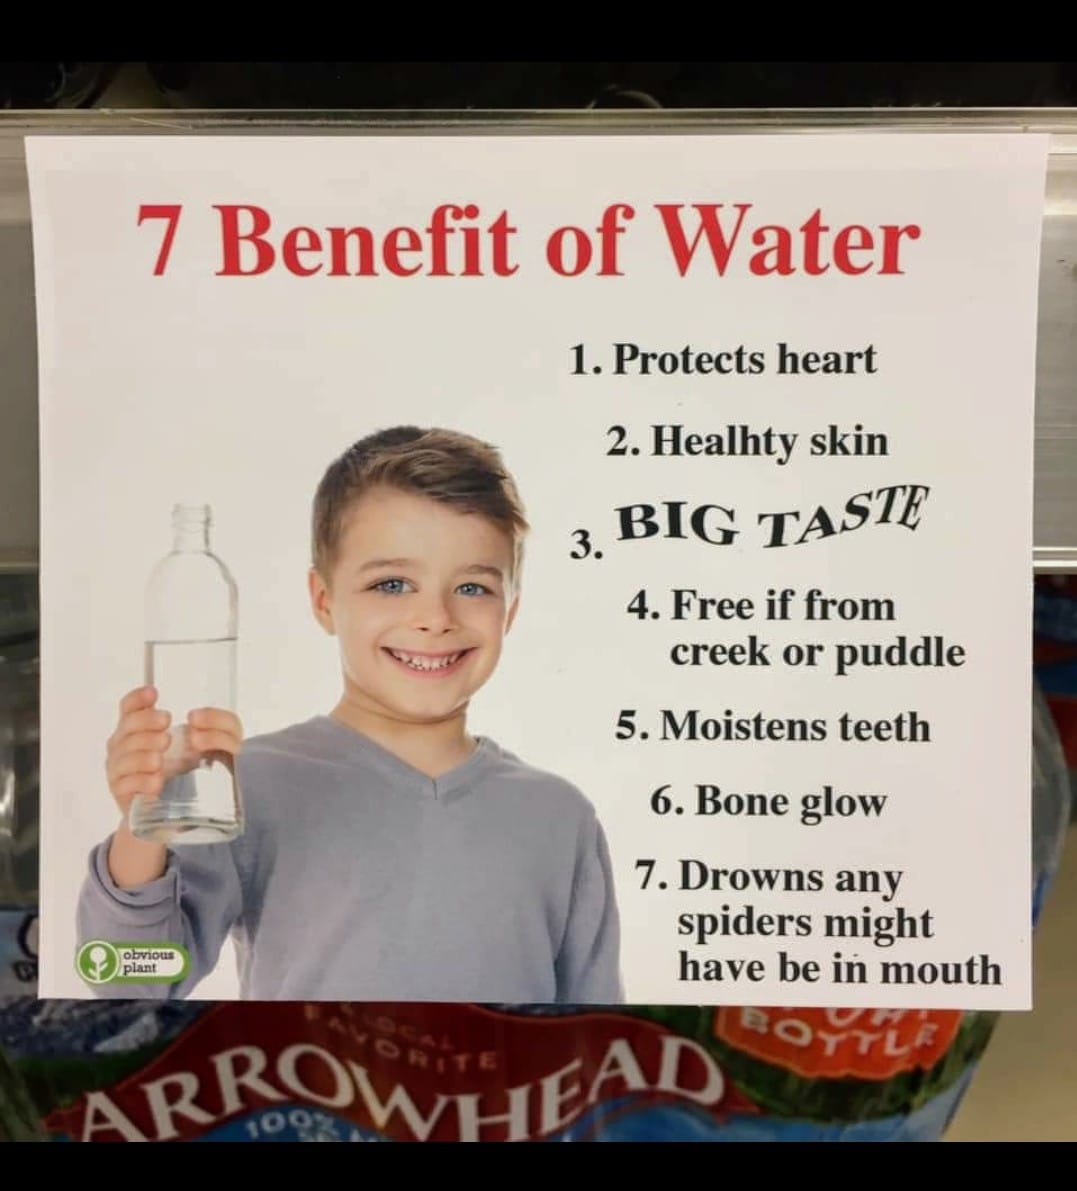 7 Benefit of Water
1. Protects heart
2. Healhty skin
3. BIG TASTE
4. Free if from
creek or puddle
5. Moistens teeth
6. Bone glow
7. Drowns any
spiders might
have be in mouth
obvious
plant
LOCAL
FAVORITE
ARROWHEAD
100%
BOTTLE